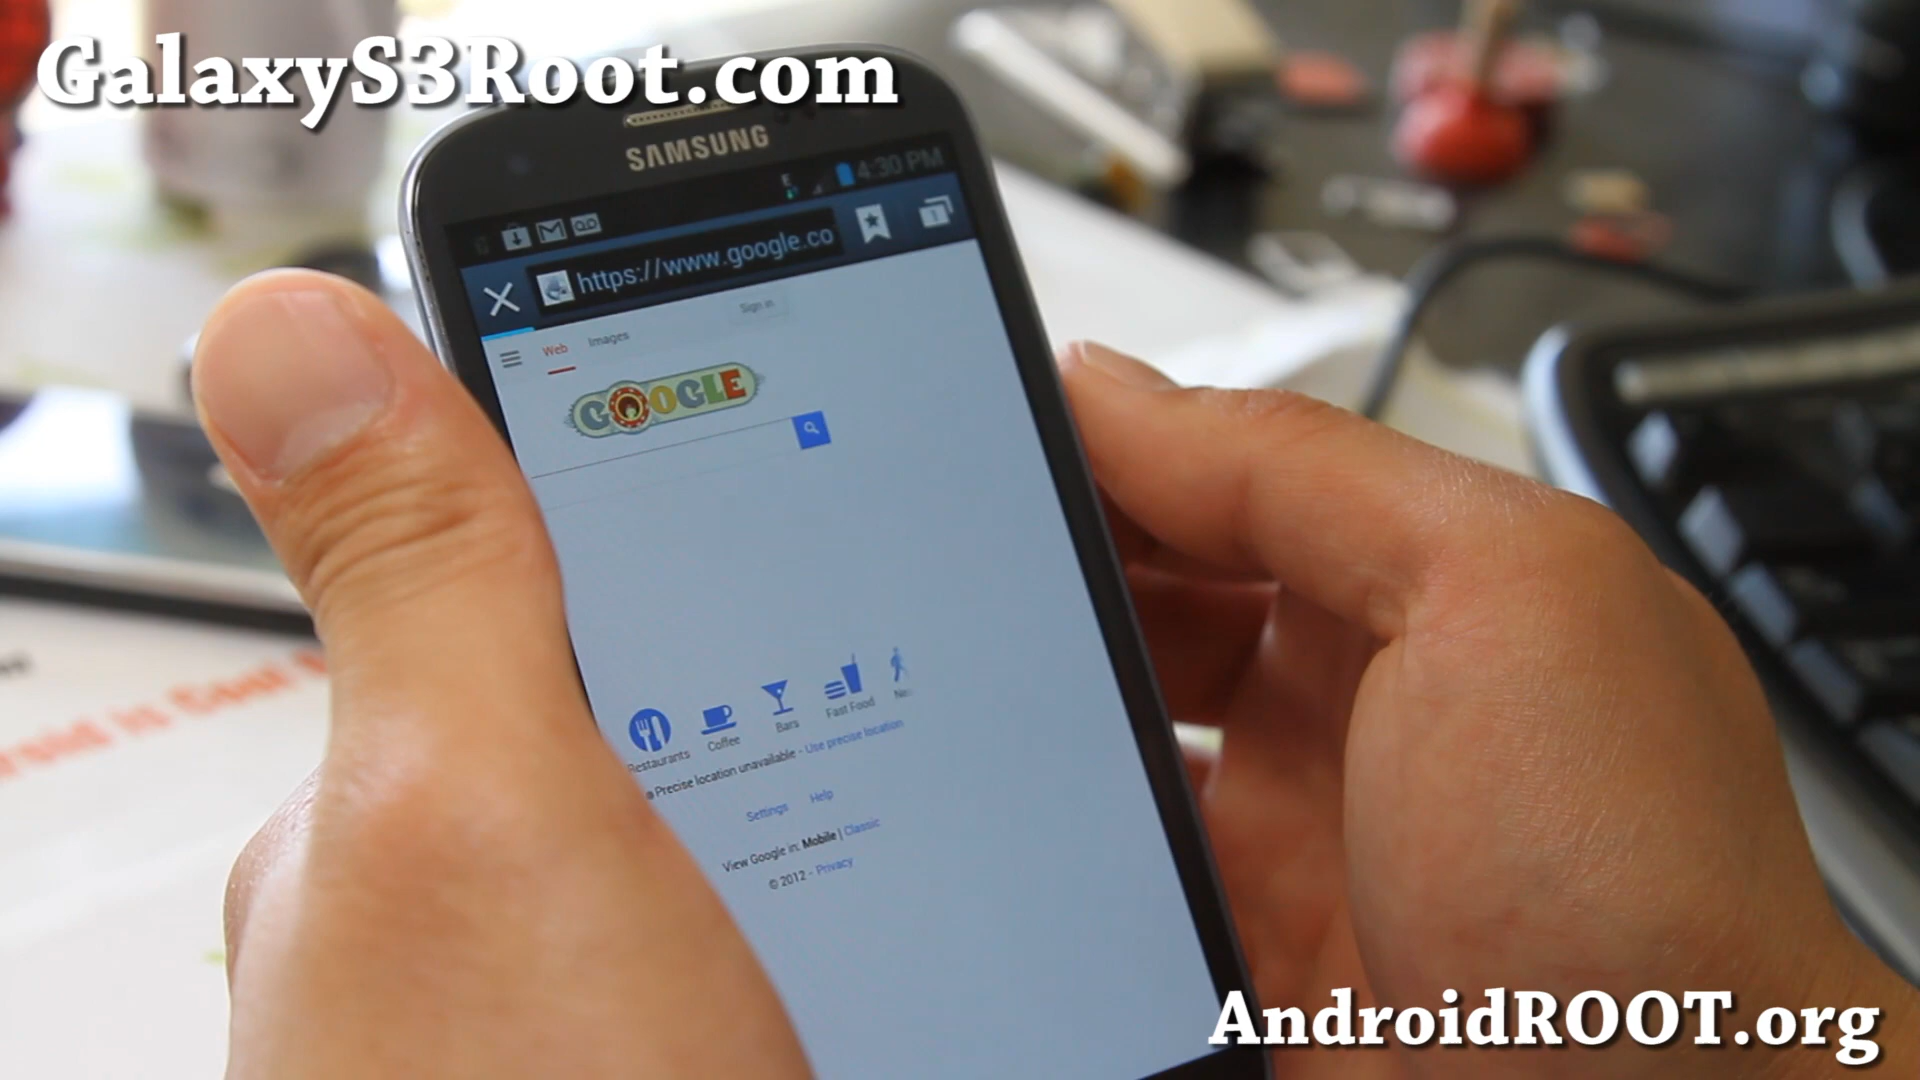 GalaxyS3Root.com
SAMSUNG
E 4:30 PM
https://www.google.co
1
Web Images Sign in
GOOGLE
Restaurants Coffee Bars Fast Food
Precise location unavailable - Use precise location
Settings Help
View Google in: Mobile | Classic
© 2012 - Privacy
AndroidROOT.org